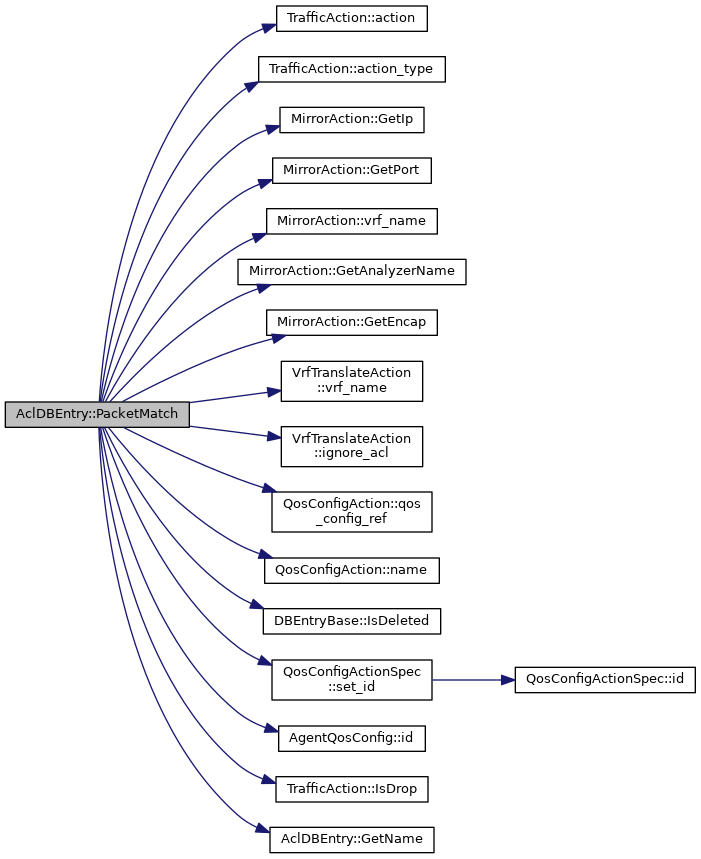 TrafficAction::action
TrafficAction::action_type
MirrorAction::GetIp
MirrorAction::GetPort
MirrorAction::vrf_name
MirrorAction::GetAnalyzerName
MirrorAction::GetEncap
VrfTranslateAction
::vrf_name
AclDBEntry::PacketMatch
VrfTranslateAction
::ignore_acl
QosConfigAction::qos
_config_ref
QosConfigAction::name
DBEntryBase::IsDeleted
QosConfigActionSpec
::set_id
QosConfigActionSpec::id
AgentQosConfig::id
TrafficAction::IsDrop
AclDBEntry::GetName